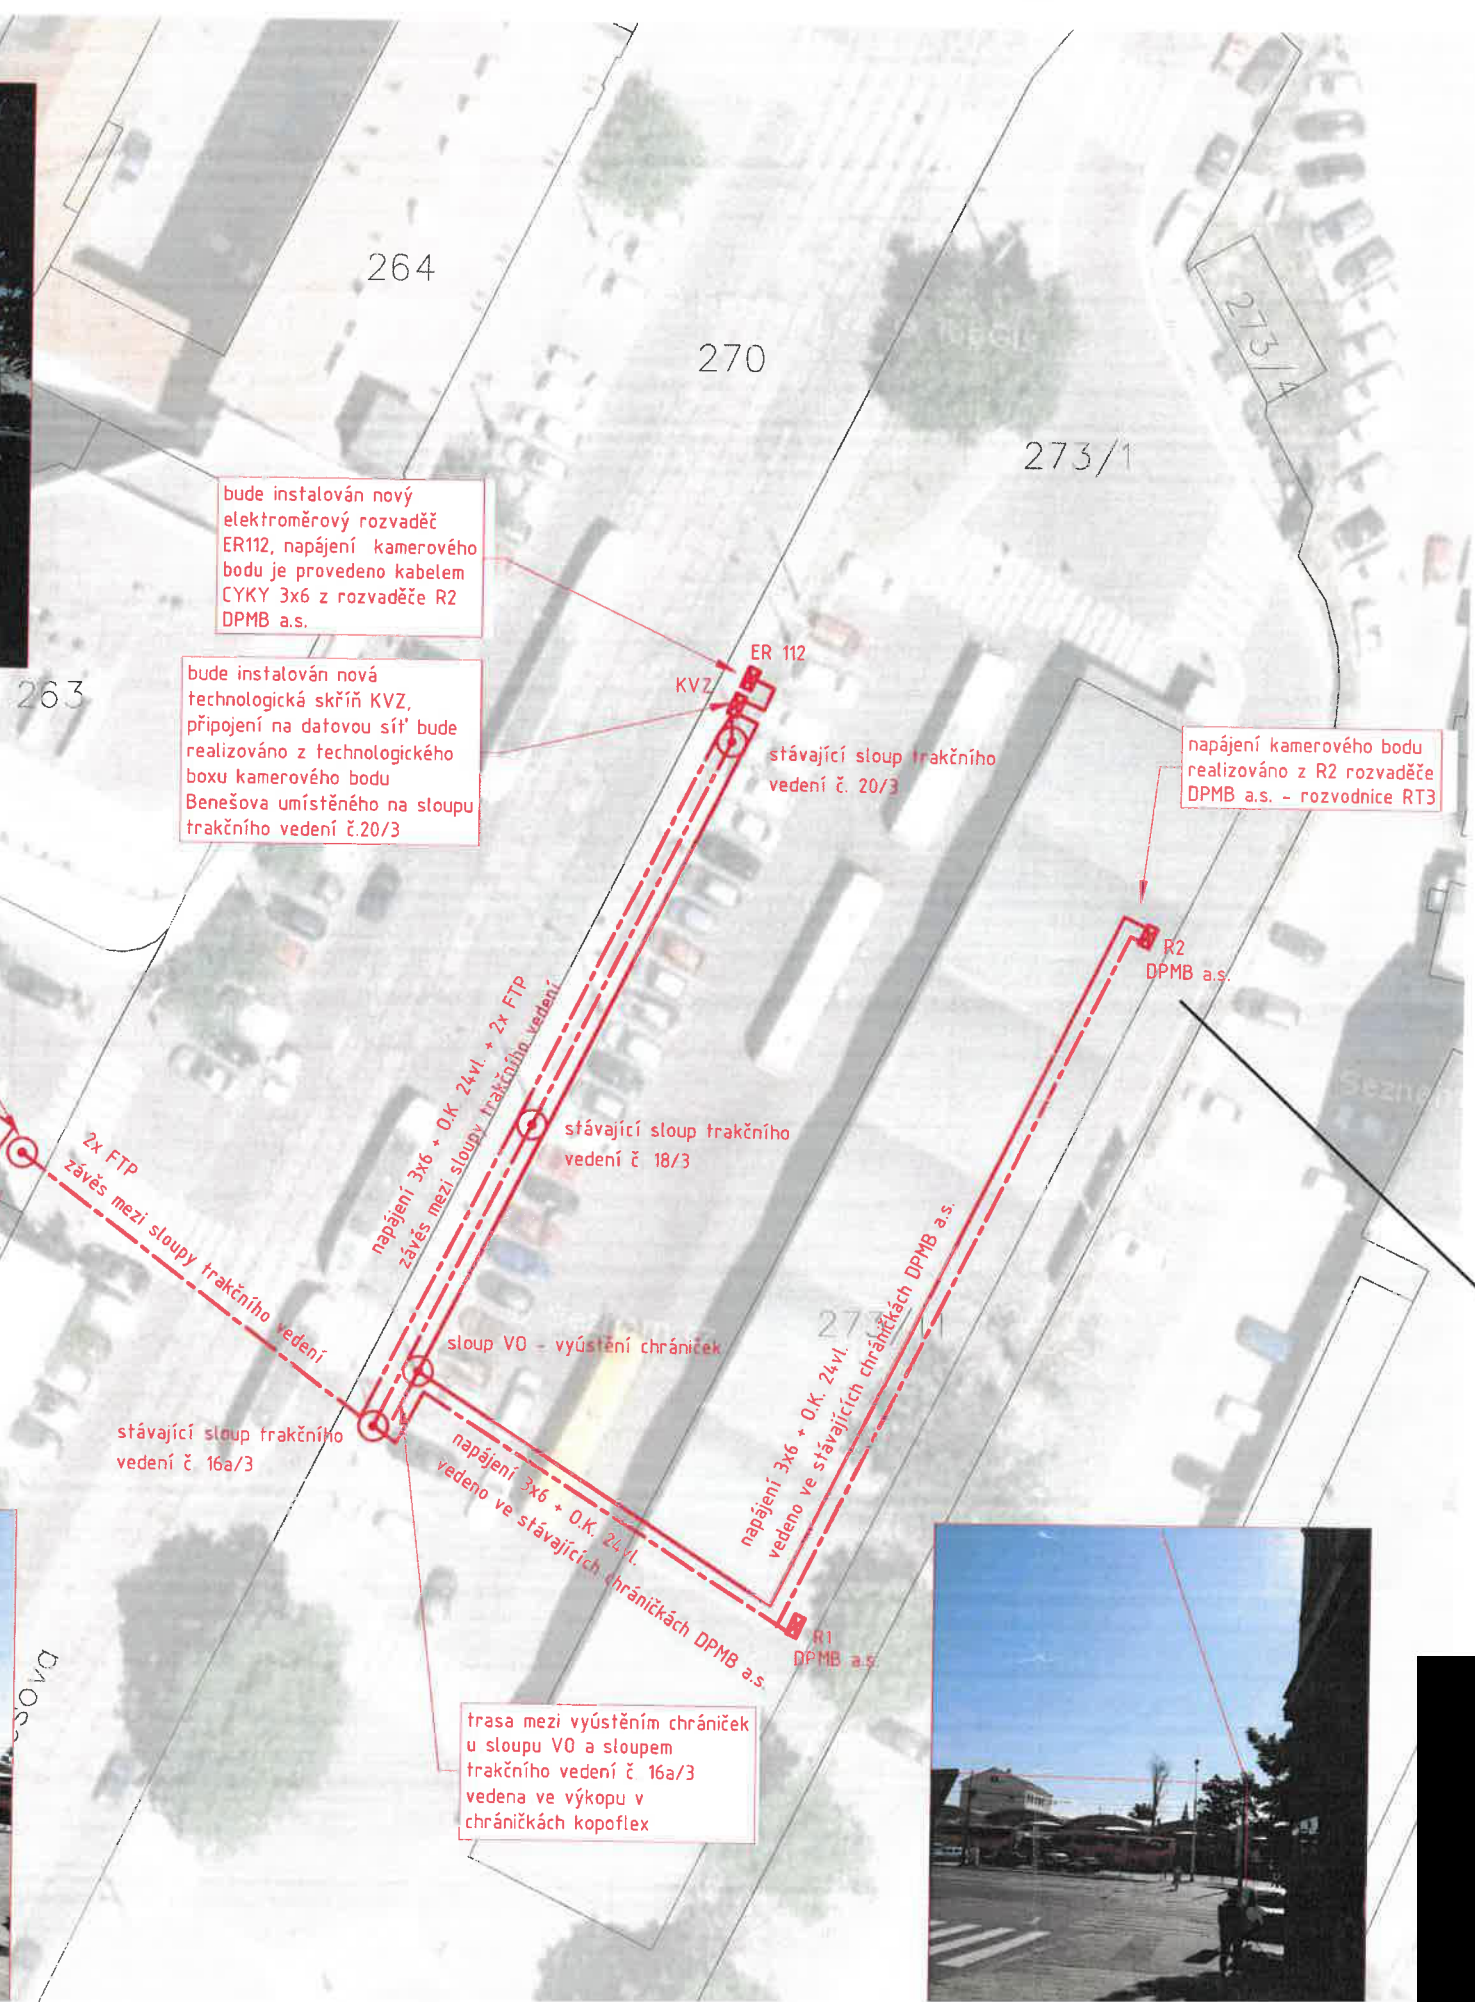 264
270
273/4
273/1
bude instalován nový
elektroměrový rozvaděč
ER112, napájení kamerového
bodu je provedeno kabelem
CYKY 3x6 z rozvaděče R2
DPMB a.s.
ER 112
KVZ
263
bude instalována nová
technologická skříň KVZ,
připojení na datovou síť bude
realizováno z technologického
boxu kamerového bodu
Benešova umístěného na sloupu
trakčního vedení č.20/3
stávající sloup trakčního
vedení č. 20/3
napájení kamerového bodu
realizováno z R2 rozvaděče
DPMB a.s. - rozvodnice RT3
R2
DPMB a.s.
napájení 3x6 + O.K. 24vl. + 2x FTP
závěs mezi sloupy trakčního vedení
stávající sloup trakčního
vedení č 18/3
2x FTP
závěs mezi sloupy trakčního vedení
sloup VO - vyústění chrániček
stávající sloup trakčního
vedení č 16a/3
napájení 3x6 + O.K. 24vl.
vedeno ve stávajících chráničkách DPMB a.s.
napájení 3x6 + O.K. 24vl.
vedeno ve stávajících chráničkách DPMB a.s.
R1
DPMB a.s.
trasa mezi vyústěním chrániček
u sloupu VO a sloupem
trakčního vedení č 16a/3
vedena ve výkopu v
chráničkách kopoflex